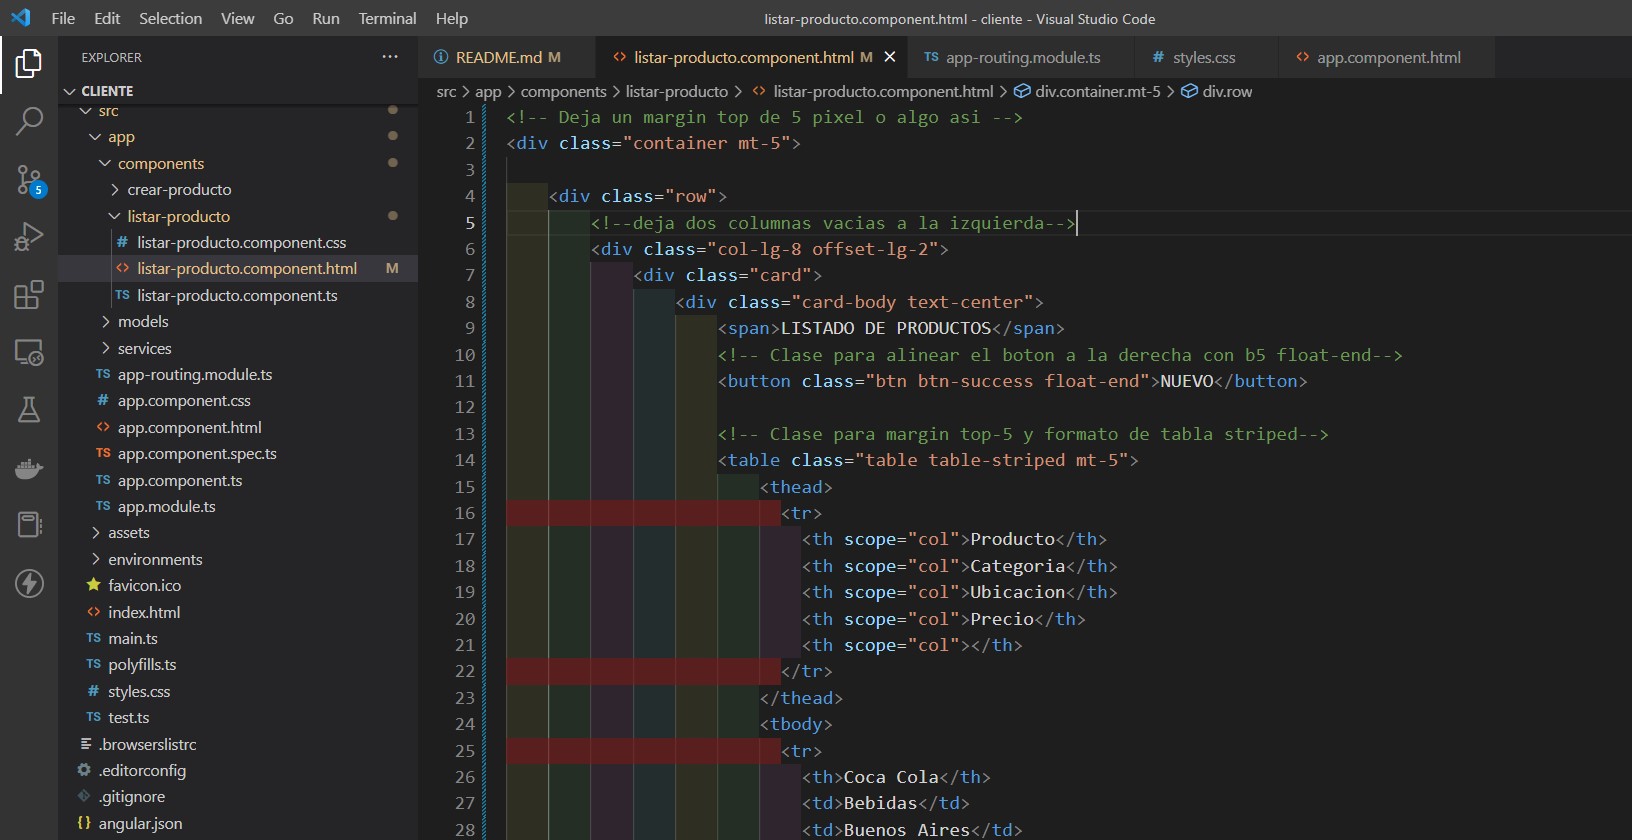 File Edit Selection View Go Run Terminal Help
listar-producto.component.html - cliente - Visual Studio Code
5
EXPLORER ...
CLIENTE
src
app
components
crear-producto
listar-producto
# listar-producto.component.css
<> listar-producto.component.html M
TS listar-producto.component.ts
models
services
TS app-routing.module.ts
# app.component.css
<> app.component.html
TS app.component.spec.ts
TS app.component.ts
TS app.module.ts
assets
environments
favicon.ico
<> index.html
TS main.ts
TS polyfills.ts
# styles.css
TS test.ts
.browserslistrc
.editorconfig
.gitignore
{} angular.json
README.md M
<> listar-producto.component.html M
TS app-routing.module.ts
# styles.css
<> app.component.html
src > app > components > listar-producto > <> listar-producto.component.html > div.container.mt-5 > div.row
1 <!-- Deja un margin top de 5 pixel o algo asi -->
2 <div class="container mt-5">
3
4 <div class="row">
5 <!--deja dos columnas vacias a la izquierda-->
6 <div class="col-lg-8 offset-lg-2">
7 <div class="card">
8 <div class="card-body text-center">
9 <span>LISTADO DE PRODUCTOS</span>
10 <!-- Clase para alinear el boton a la derecha con b5 float-end-->
11 <button class="btn btn-success float-end">NUEVO</button>
12
13 <!-- Clase para margin top-5 y formato de tabla striped-->
14 <table class="table table-striped mt-5">
15 <thead>
16 <tr>
17 <th scope="col">Producto</th>
18 <th scope="col">Categoria</th>
19 <th scope="col">Ubicacion</th>
20 <th scope="col">Precio</th>
21 <th scope="col"></th>
22 </tr>
23 </thead>
24 <tbody>
25 <tr>
26 <th>Coca Cola</th>
27 <td>Bebidas</td>
28 <td>Buenos Aires</td>